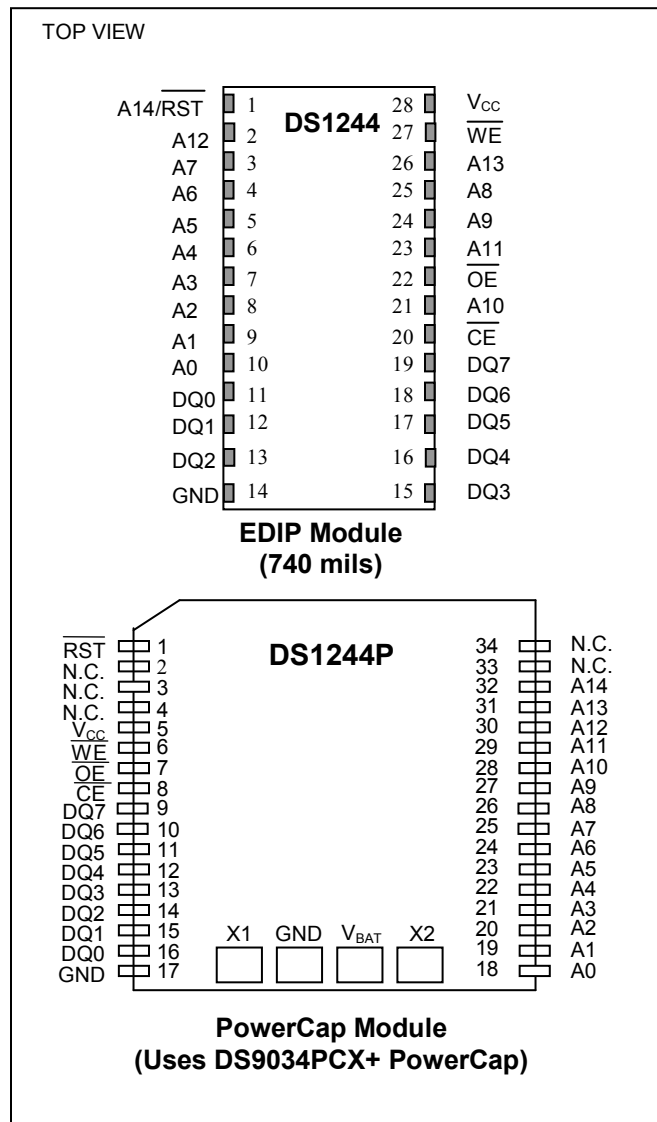 TOP VIEW
DS1244
A14/RST 1 28 VCC
A12 2 27 WE
A7 3 26 A13
A6 4 25 A8
A5 5 24 A9
A4 6 23 A11
A3 7 22 OE
A2 8 21 A10
A1 9 20 CE
A0 10 19 DQ7
DQ0 11 18 DQ6
DQ1 12 17 DQ5
DQ2 13 16 DQ4
GND 14 15 DQ3
EDIP Module
(740 mils)
DS1244P
RST 1 34 N.C.
N.C. 2 33 N.C.
N.C. 3 32 A14
N.C. 4 31 A13
VCC 5 30 A12
WE 6 29 A11
OE 7 28 A10
CE 8 27 A9
DQ7 9 26 A8
DQ6 10 25 A7
DQ5 11 24 A6
DQ4 12 23 A5
DQ3 13 22 A4
DQ2 14 21 A3
DQ1 15 20 A2
DQ0 16 19 A1
GND 17 18 A0
X1 GND VBAT X2
PowerCap Module
(Uses DS9034PCX+ PowerCap)